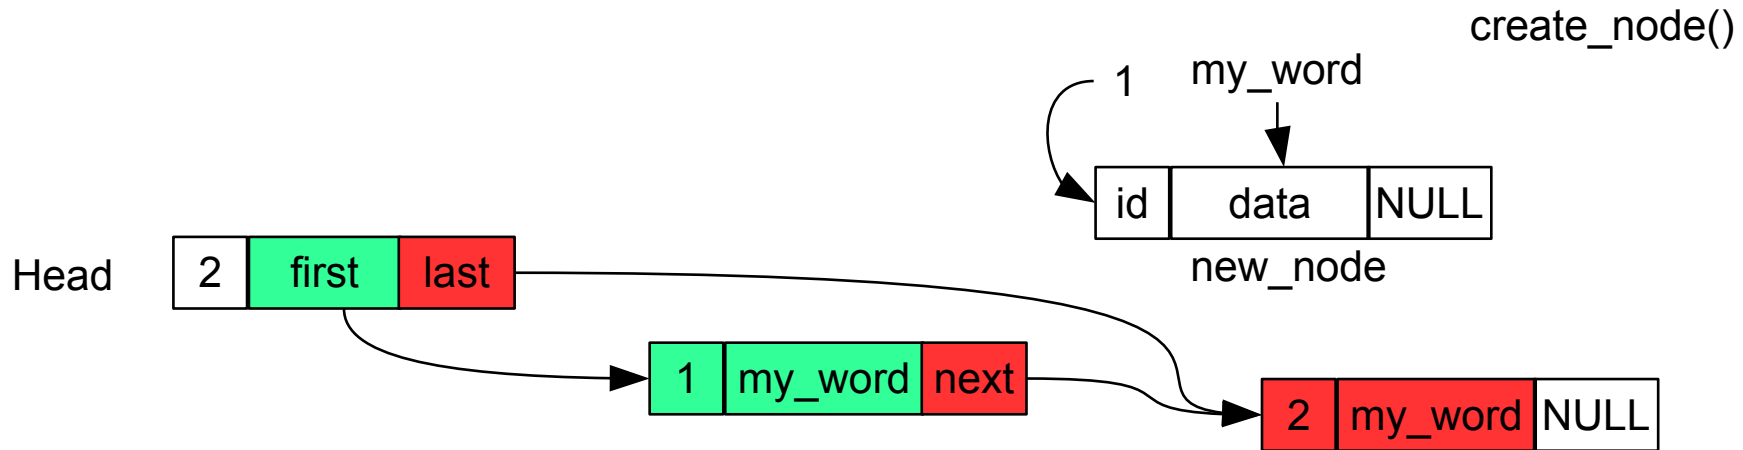 create_node()
1 my_word
id data NULL
new_node
Head 2 first last
1 my_word next
2 my_word NULL